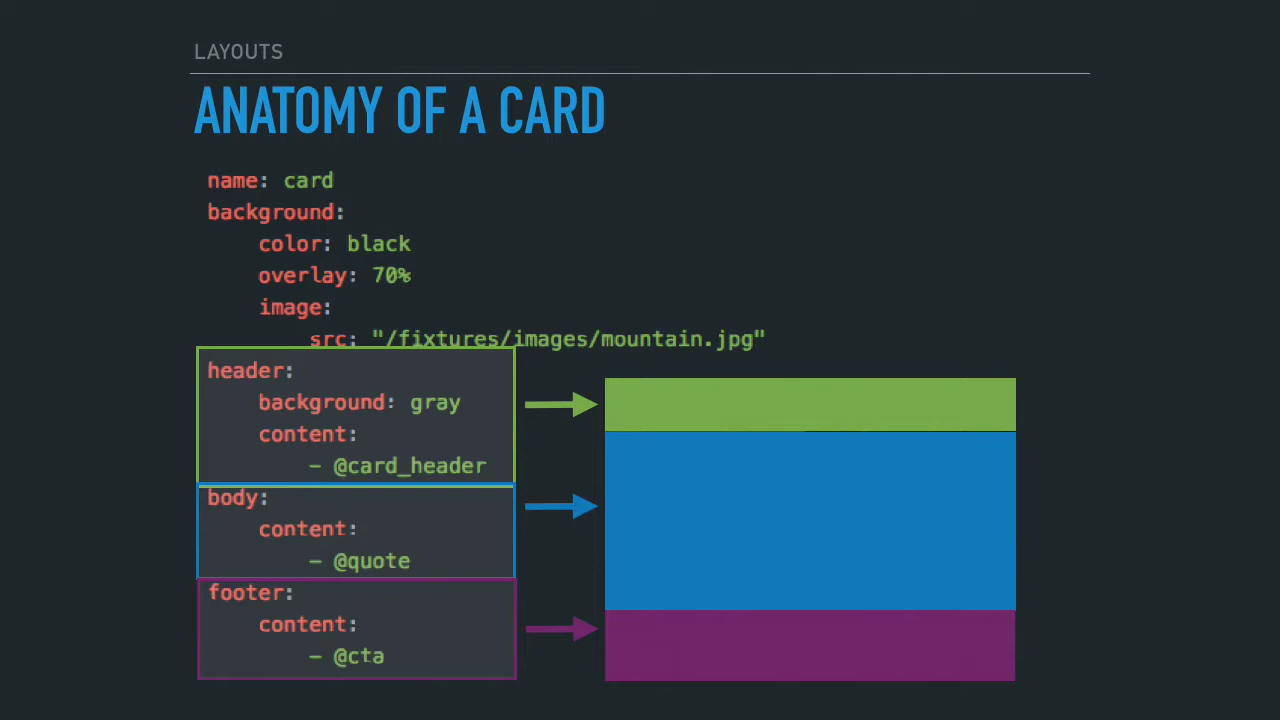 LAYOUTS
ANATOMY OF A CARD
name: card
background:
    color: black
    overlay: 70%
    image:
        src: "/fixtures/images/mountain.jpg"
header:
    background: gray
    content:
        - @card_header
body:
    content:
        - @quote
footer:
    content:
        - @cta